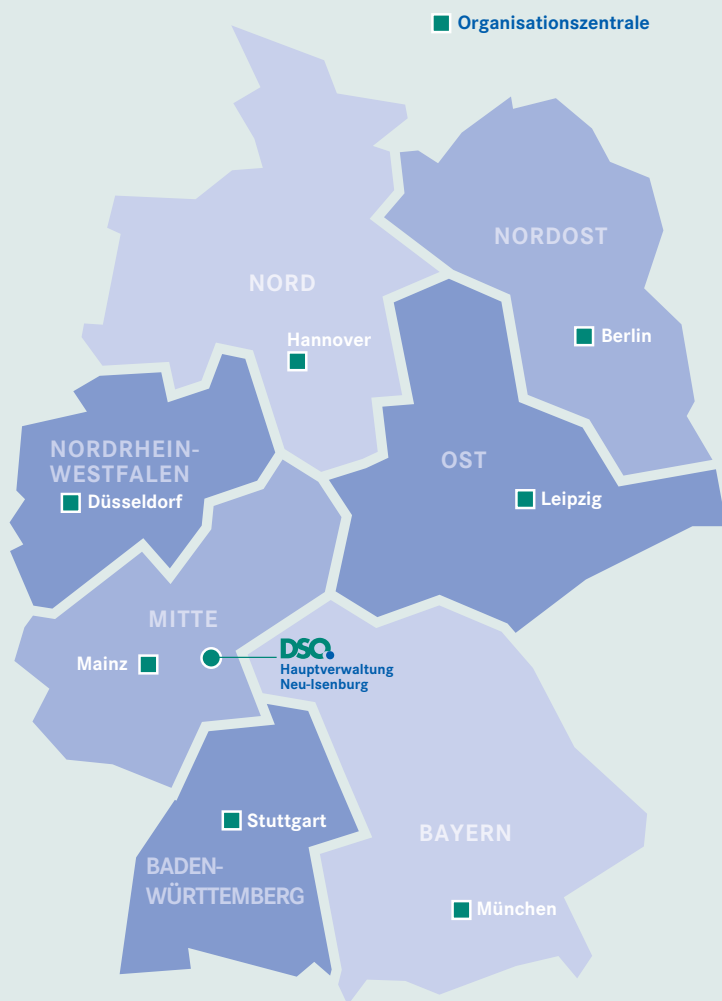 Organisationszentrale
NORDOST
NORD
Hannover
Berlin
NORDRHEIN-
WESTFALEN
Düsseldorf
OST
Leipzig
MITTE
Mainz
DSO
Hauptverwaltung
Neu-Isenburg
Stuttgart
BAYERN
BADEN-
WÜRTTEMBERG
München